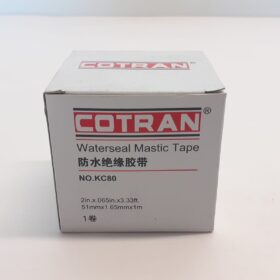 COTRAN®
Waterseal Mastic Tape
防水绝缘胶带
NO.KC80
2in.x.065in.x3.33ft.
51mmx1.65mmx1m
1卷